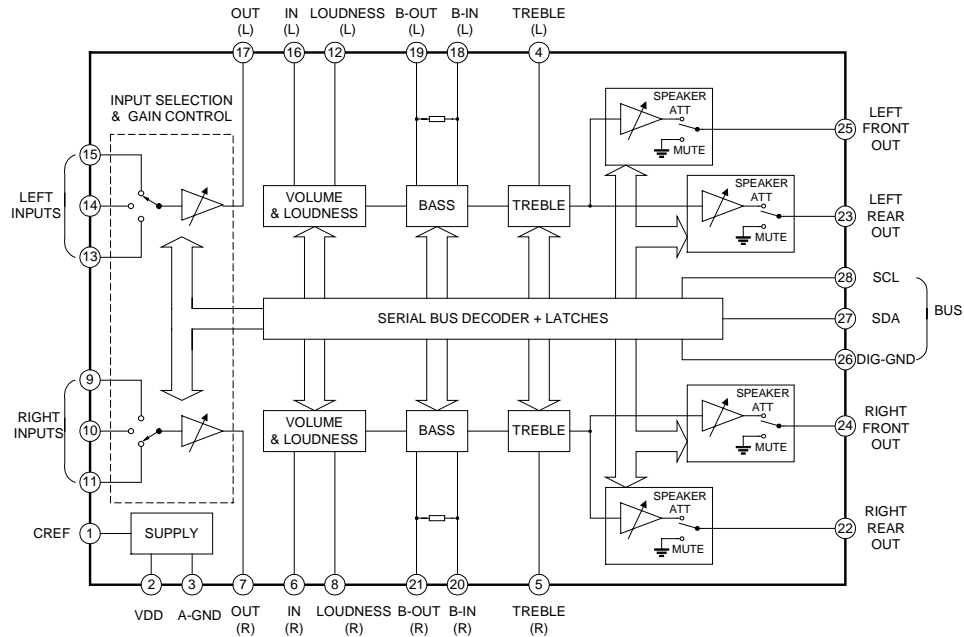 OUT IN LOUDNESS B-OUT B-IN TREBLE
(L) (L) (L) (L) (L) (L)
17 16 12 19 18 4
INPUT SELECTION
& GAIN CONTROL
SPEAKER
ATT
MUTE
25
LEFT
FRONT
OUT
15
14
13
LEFT
INPUTS
VOLUME
& LOUDNESS
BASS
TREBLE
SPEAKER
ATT
MUTE
23
LEFT
REAR
OUT
SERIAL BUS DECODER + LATCHES
28 SCL
27 SDA
26 DIG-GND
BUS
9
10
11
RIGHT
INPUTS
VOLUME
& LOUDNESS
BASS
TREBLE
SPEAKER
ATT
MUTE
24
RIGHT
FRONT
OUT
SPEAKER
ATT
MUTE
22
RIGHT
REAR
OUT
CREF 1
SUPPLY
2 3 7 6 8 21 20 5
VDD A-GND OUT IN LOUDNESS B-OUT B-IN TREBLE
(R) (R) (R) (R) (R) (R)